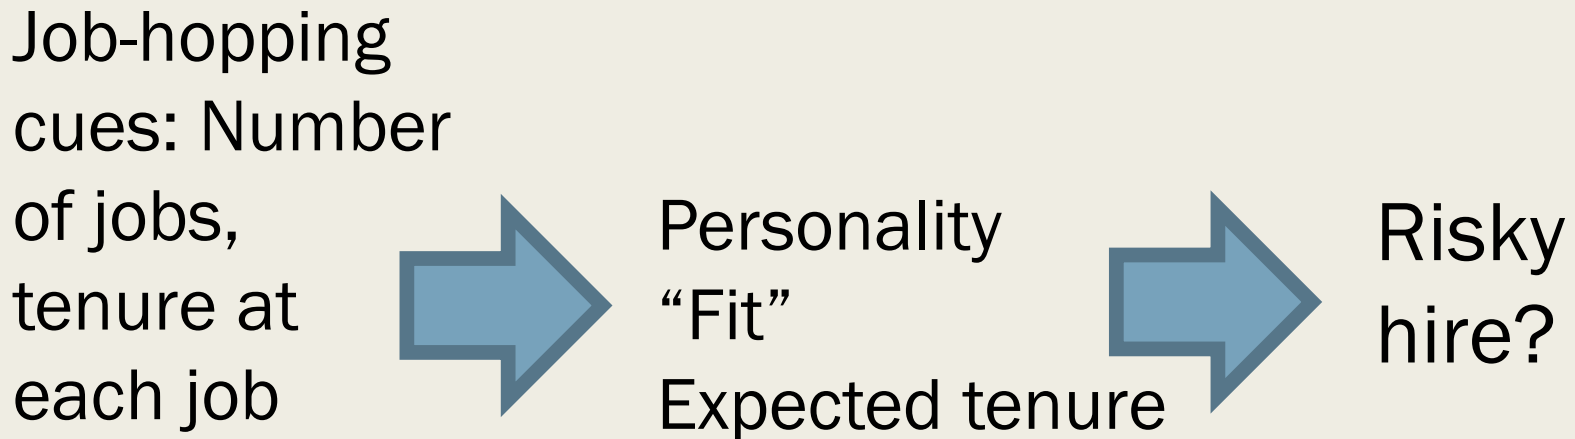 Job-hopping
cues: Number
of jobs,
tenure at
each job
Personality
“Fit”
Expected tenure
Risky
hire?